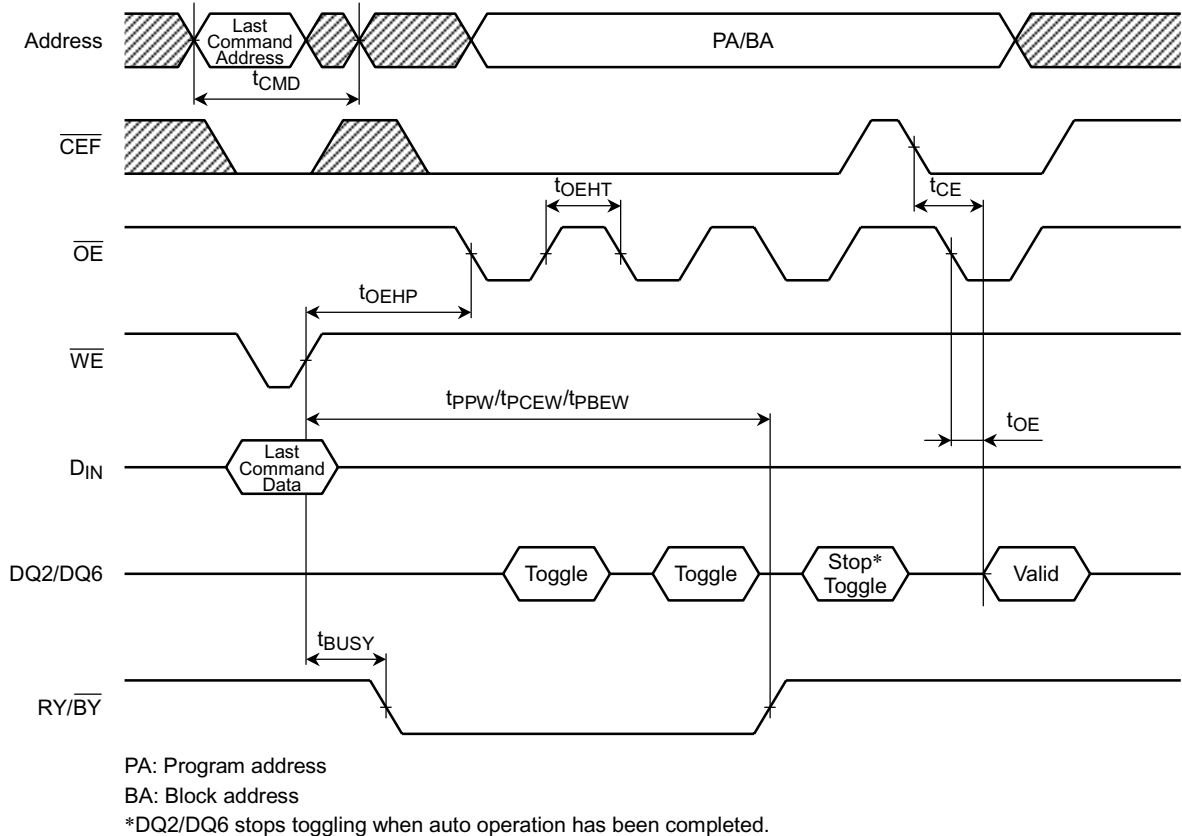 Address
Last
Command
Address
PA/BA
tCMD
CEF
tOEHT
tCE
OE
tOEHP
WE
tPPW/tPCEW/tPBEW
tOE
DIN
Last
Command
Data
DQ2/DQ6
Toggle
Toggle
Stop*
Toggle
Valid
tBUSY
RY/BY
PA: Program address
BA: Block address
*DQ2/DQ6 stops toggling when auto operation has been completed.